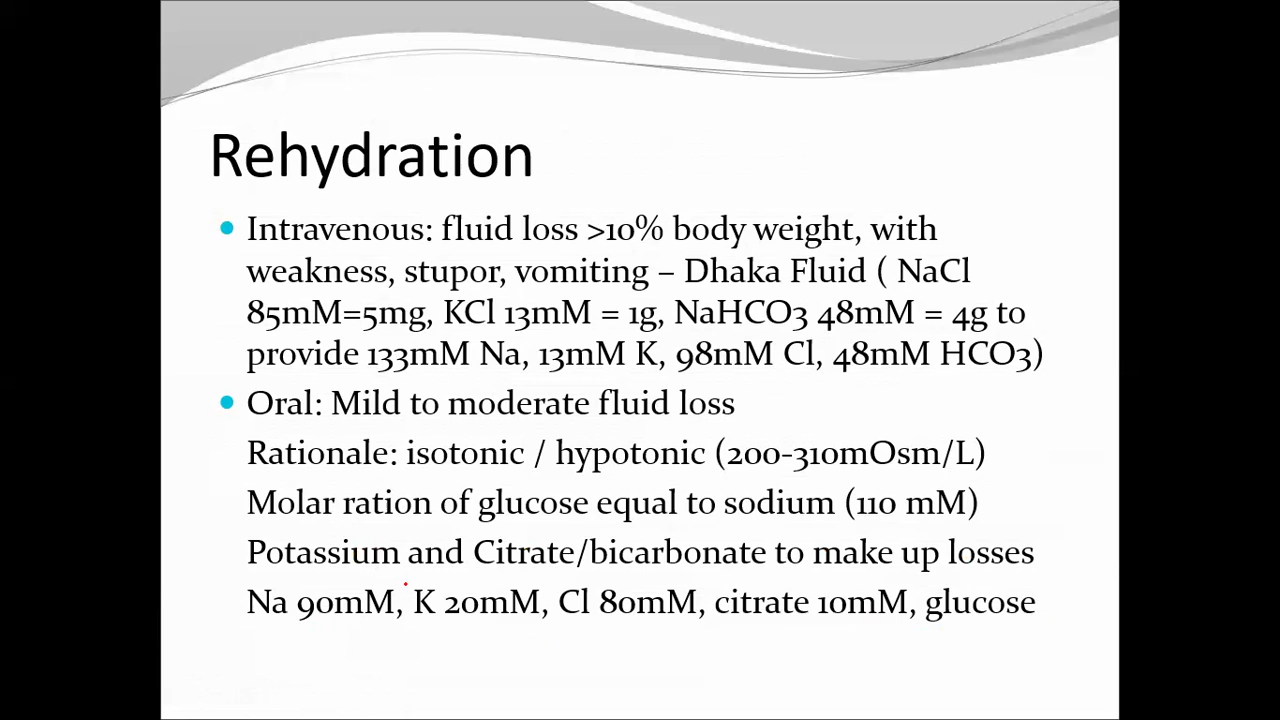 Rehydration
Intravenous: fluid loss >10% body weight, with
weakness, stupor, vomiting – Dhaka Fluid ( NaCl
85mM=5mg, KCl 13mM = 1g, NaHCO3 48mM = 4g to
provide 133mM Na, 13mM K, 98mM Cl, 48mM HCO3)
Oral: Mild to moderate fluid loss
Rationale: isotonic / hypotonic (200-310mOsm/L)
Molar ration of glucose equal to sodium (110 mM)
Potassium and Citrate/bicarbonate to make up losses
Na 90mM, K 20mM, Cl 80mM, citrate 10mM, glucose